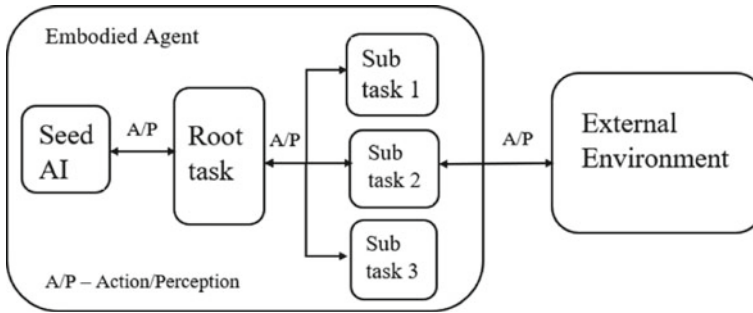 Embodied Agent
Seed
AI
A/P
Root
task
A/P
Sub
task 1
Sub
task 2
Sub
task 3
A/P
External
Environment
A/P – Action/Perception